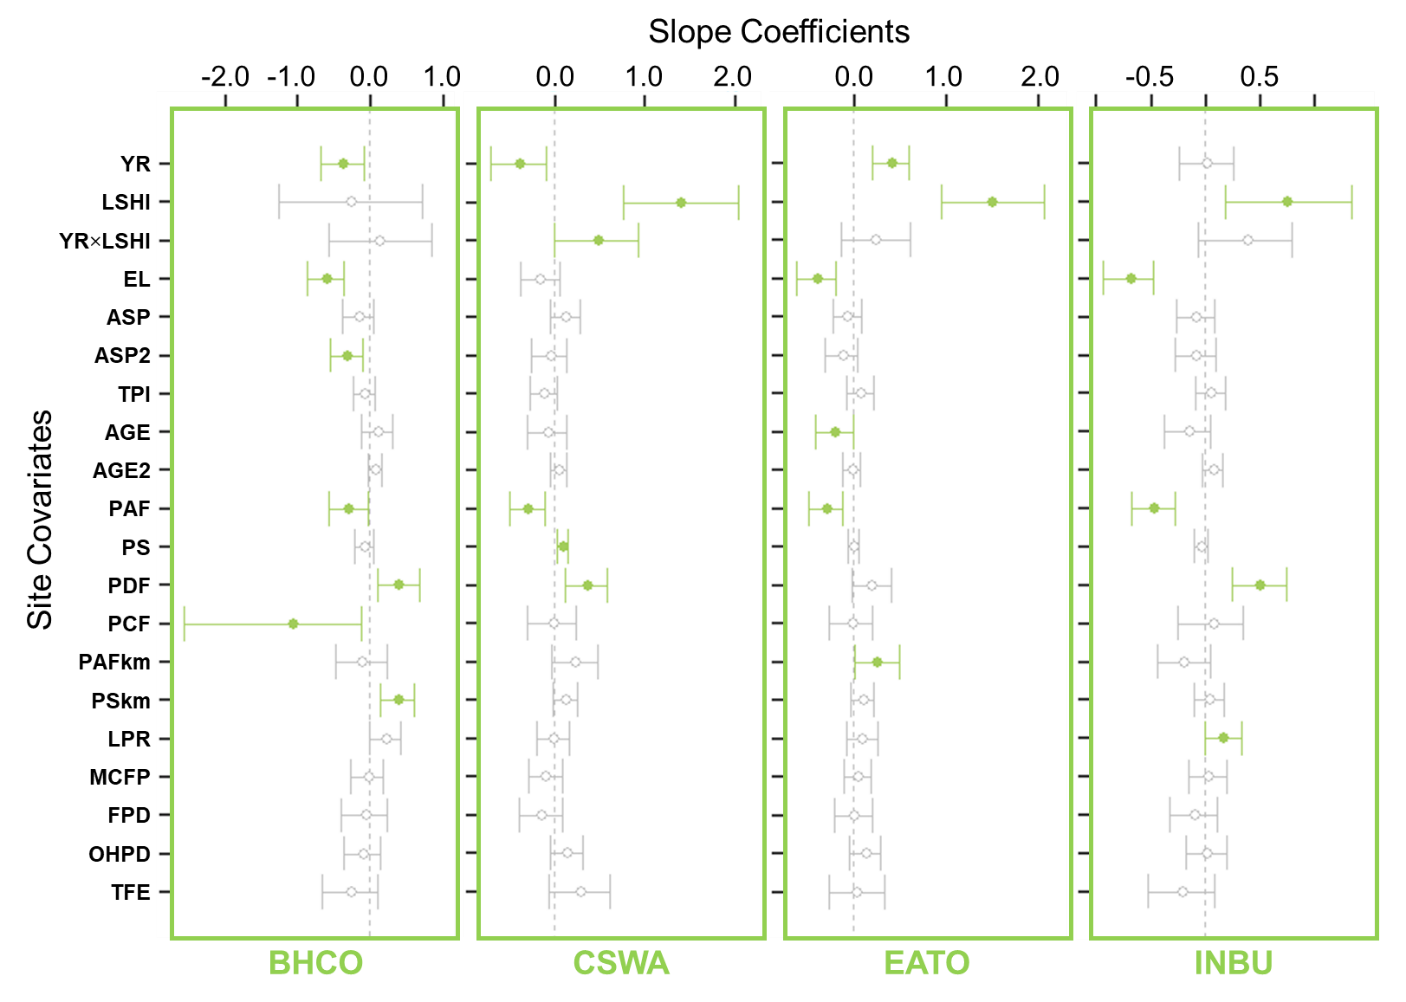 Slope Coefficients
-2.0 -1.0 0.0 1.0 0.0 1.0 2.0 0.0 1.0 2.0 -0.5 0.5
Site Covariates
YR
LSHI
YR×LSHI
EL
ASP
ASP2
TPI
AGE
AGE2
PAF
PS
PDF
PCF
PAFkm
PSkm
LPR
MCFP
FPD
OHPD
TFE
BHCO CSWA EATO INBU